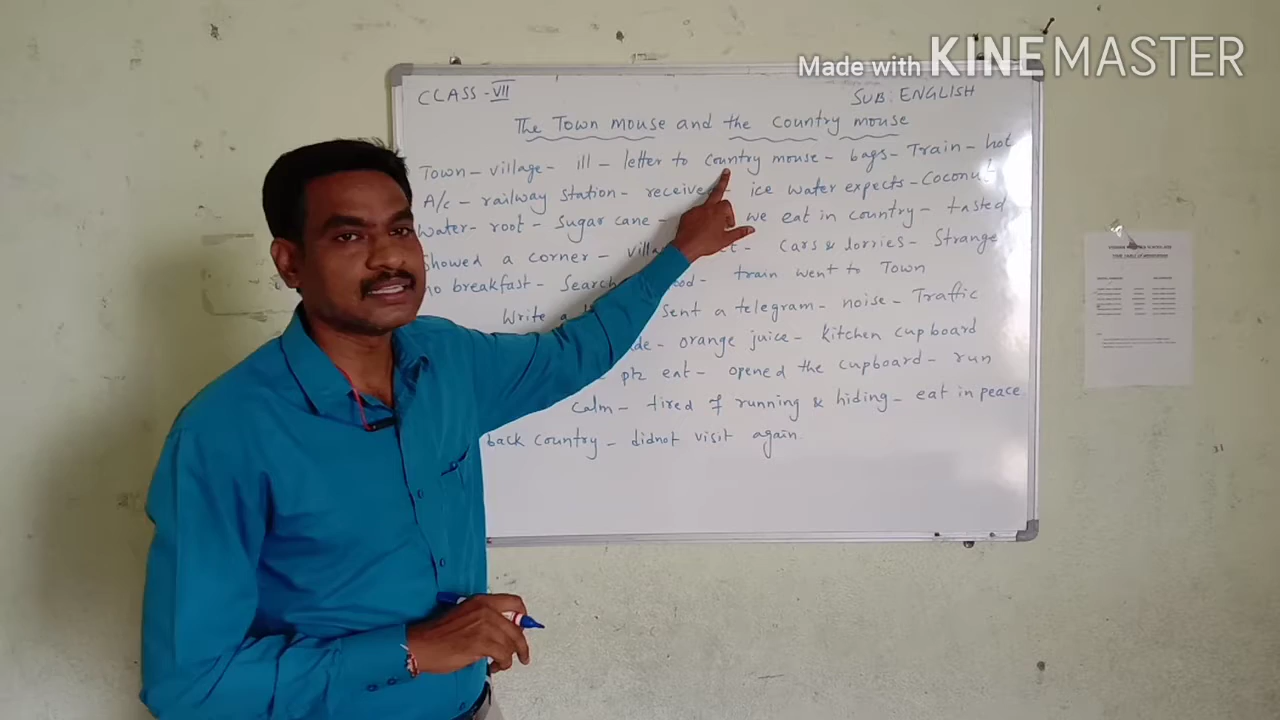 Made with KINEMASTER
CLASS - VII SUB: ENGLISH
The Town mouse and the Country mouse
Town - village - ill - letter to country mouse - bags - Train - hot
A/c - railway station - receive - ice water expects - Coconut
Water - root - Sugar cane - we eat in country - tasted
Showed a corner - Cars & lorries - Strange
no breakfast - train went to Town
Write a Sent a telegram - noise - Traffic
orange juice - kitchen cupboard
eat - opened the cupboard - run
Calm - tired of running & hiding - eat in peace
back country - didnot visit again.